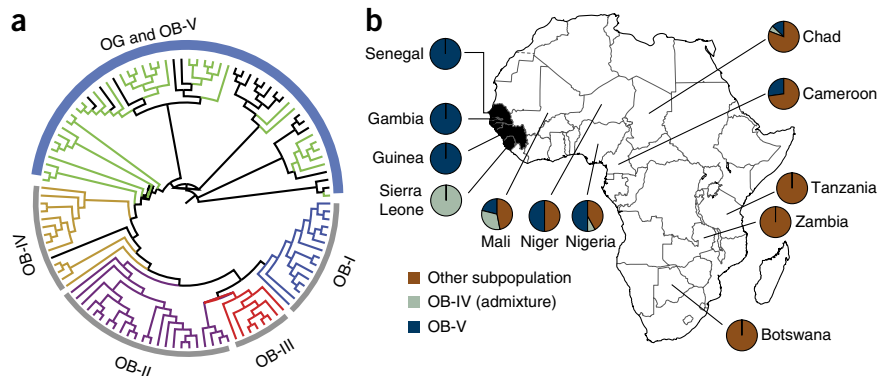 a
OG and OB-V
OB-IV
OB-I
OB-II
OB-III
b
Senegal
Gambia
Guinea
Sierra
Leone
Mali
Niger
Nigeria
Chad
Cameroon
Tanzania
Zambia
Botswana
Other subpopulation
OB-IV (admixture)
OB-V